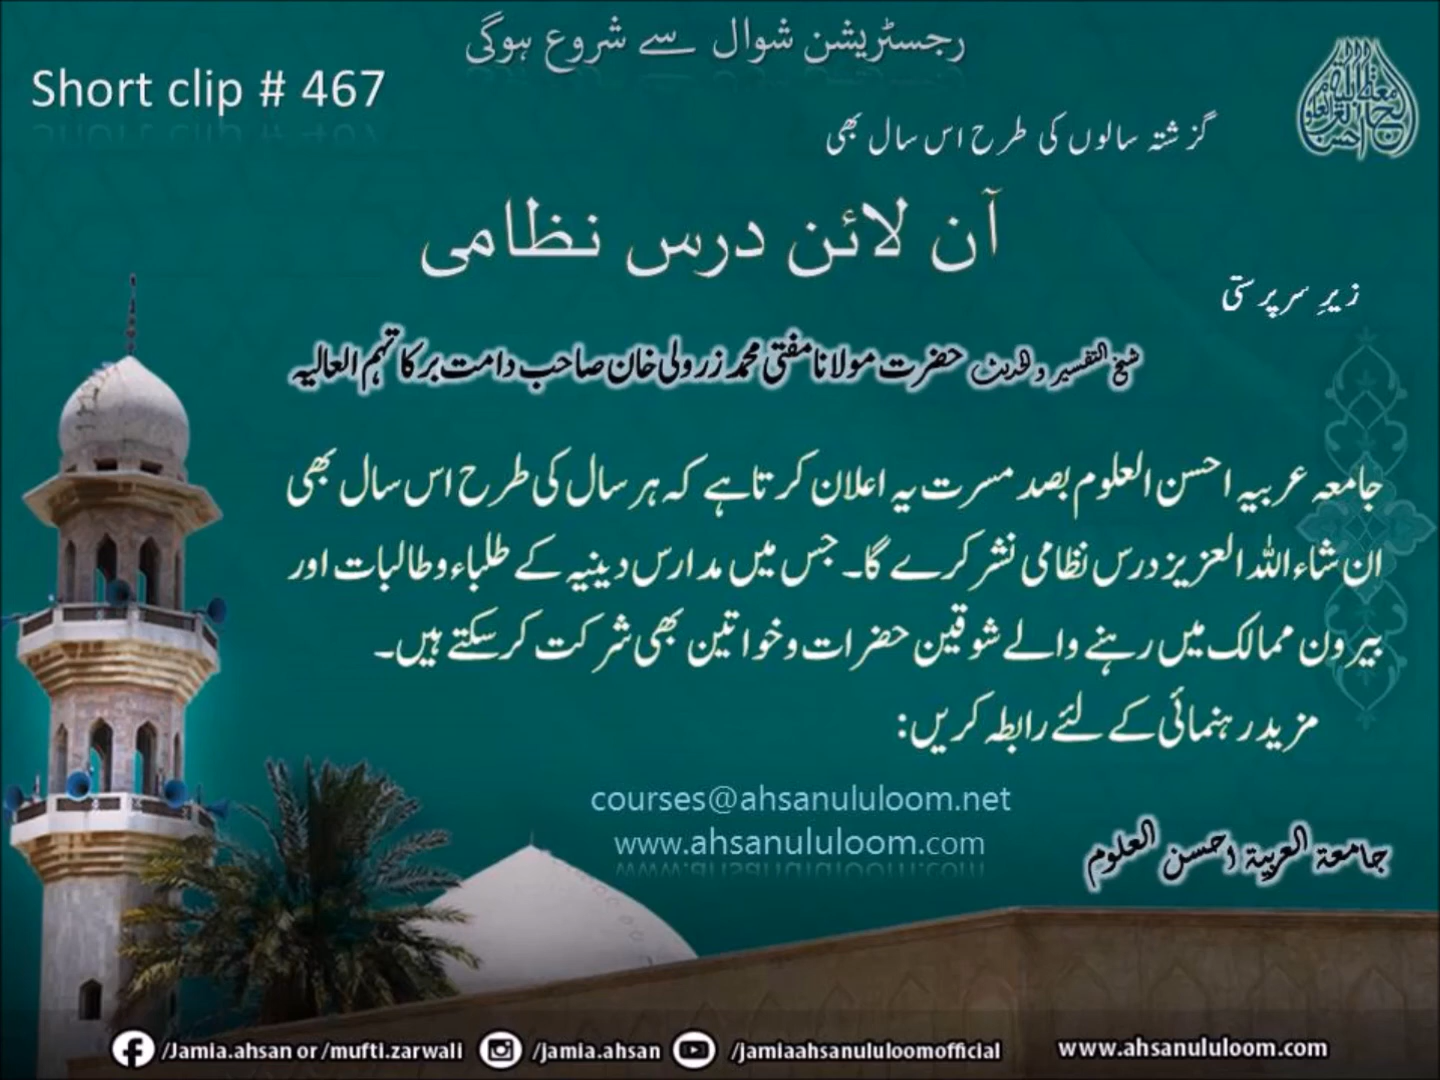 رجسٹریشن شوال سے شروع ہوگی
Short clip # 467
گزشتہ سالوں کی طرح اس سال بھی
آن لائن درس نظامی
زیرِ سرپرستی
شیخ التفسیر و الحدیث حضرت مولانا مفتی محمد زر ولی خان صاحب دامت برکاتہم العالیہ
جامعہ عربیہ احسن العلوم بصد مسرت یہ اعلان کرتا ہے کہ ہر سال کی طرح اس سال بھی
ان شاء اللہ العزیز درس نظامی نشر کرے گا۔ جس میں مدارس دینیہ کے طلباء و طالبات اور
بیرون ممالک میں رہنے والے شوقین حضرات و خواتین بھی شرکت کرسکتے ہیں۔
مزید رہنمائی کے لئے رابطہ کریں:
courses@ahsanululoom.net
www.ahsanululoom.com
جامعة العربية احسن العلوم
/Jamia.ahsan or /mufti.zarwali
/jamia.ahsan
/jamiaahsanululoomofficial
www.ahsanululoom.com